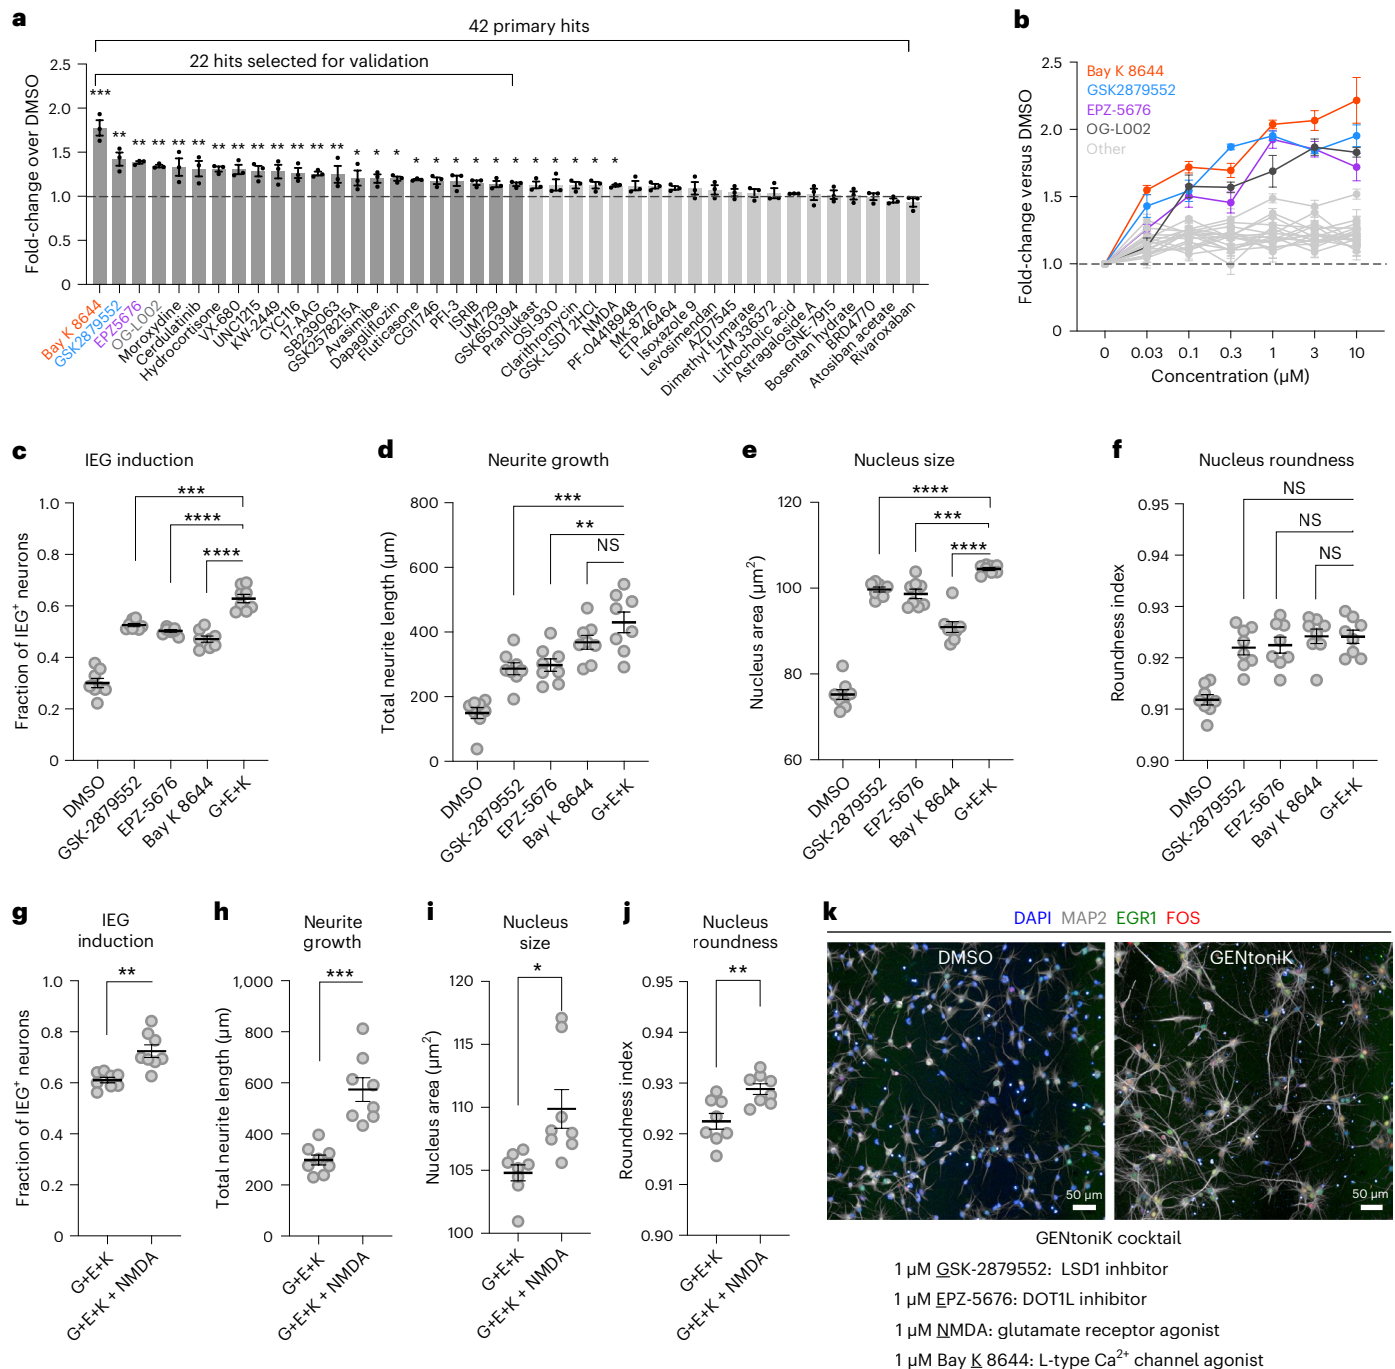 a
42 primary hits
22 hits selected for validation
Fold-change over DMSO
2.5
2.0
1.5
1.0
0.5
0
*** ** ** ** ** ** ** ** ** ** ** ** ** * * * * * * * * * * * * * *
Bay K 8644
GSK2879552
EPZ5676
OG-L002
Moroxydine
Cerdulatinib
Hydrocortisone
VX-680
UNC1215
KW-2449
CYC116
17-AAG
SB239063
GSK2578215A
Avasimibe
Dapagliflozin
Fluticasone
CGI1746
PFI-3
ISRIB
UM729
GSK650394
Pranlukast
OSI-930
Clarithromycin
GSK-LSD1 2HCl
NMDA
PF-04418948
MK-8776
ETP-46464
Isoxazole 9
Levosimendan
AZD7545
Dimethyl fumarate
ZM-336372
Lithocholic acid
Astragaloside A
GNE-7915
Bosentan hydrate
BRD4770
Atosiban acetate
Rivaroxaban
b
Fold-change versus DMSO
2.5
2.0
1.5
1.0
0
Bay K 8644
GSK2879552
EPZ-5676
OG-L002
Other
0 0.03 0.1 0.3 1 3 10
Concentration (µM)
c
IEG induction
Fraction of IEG+ neurons
1.0
0.8
0.6
0.4
0.2
0
***
****
****
DMSO
GSK-2879552
EPZ-5676
Bay K 8644
G+E+K
d
Neurite growth
Total neurite length (µm)
800
600
400
200
0
***
**
NS
DMSO
GSK-2879552
EPZ-5676
Bay K 8644
G+E+K
e
Nucleus size
Nucleus area (µm2)
120
100
80
60
****
***
****
DMSO
GSK-2879552
EPZ-5676
Bay K 8644
G+E+K
f
Nucleus roundness
Roundness index
0.95
0.94
0.93
0.92
0.91
0.90
NS
NS
NS
DMSO
GSK-2879552
EPZ-5676
Bay K 8644
G+E+K
g
IEG
induction
Fraction of IEG+ neurons
1.0
0.8
0.6
0.4
0.2
0
**
G+E+K
G+E+K + NMDA
h
Neurite
growth
Total neurite length (µm)
1,000
800
600
400
200
0
***
G+E+K
G+E+K + NMDA
i
Nucleus
size
Nucleus area (µm2)
120
115
110
105
100
*
G+E+K
G+E+K + NMDA
j
Nucleus
roundness
Roundness index
0.95
0.94
0.93
0.92
0.91
0.90
**
G+E+K
G+E+K + NMDA
k
DAPI MAP2 EGR1 FOS
DMSO
50 µm
GENtoniK
50 µm
GENtoniK cocktail
1 µM GSK-2879552: LSD1 inhbitor
1 µM EPZ-5676: DOT1L inhibitor
1 µM NMDA: glutamate receptor agonist
1 µM Bay K 8644: L-type Ca2+ channel agonist